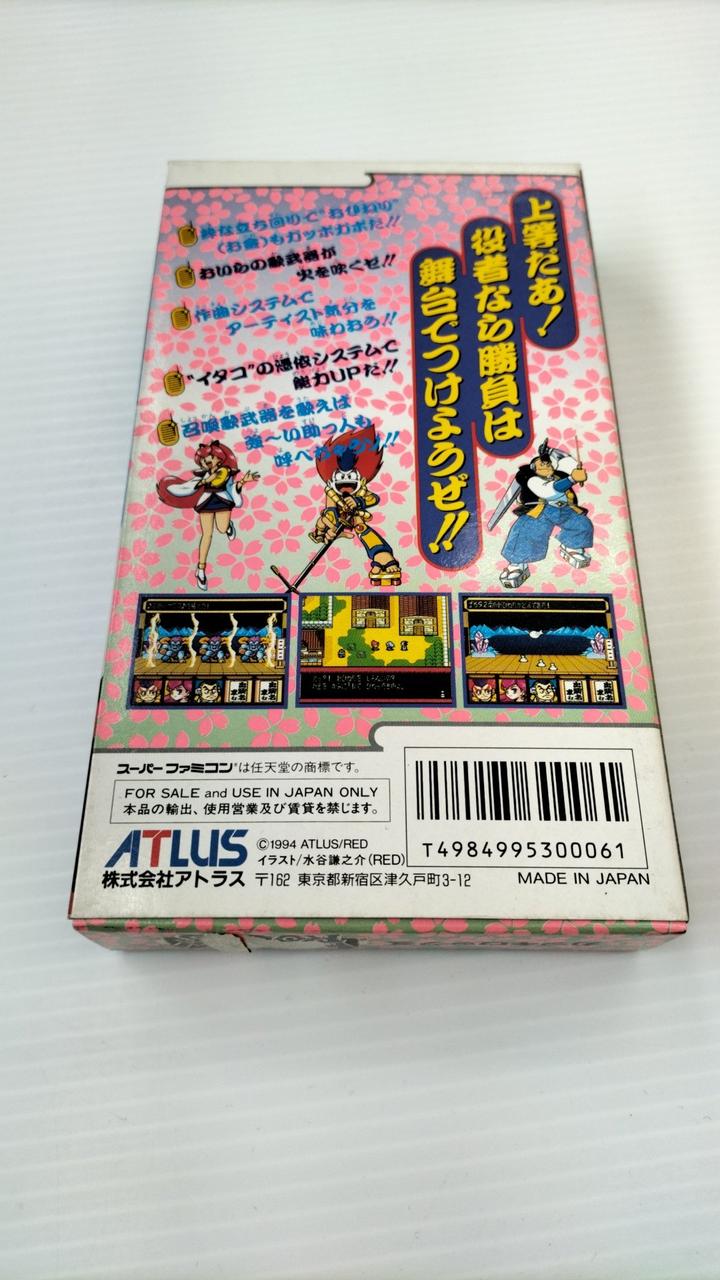 上等だあ！
役者なら勝負は
舞台でつけようぜ!!
粋な立ち回りで"おひねり"
(お金)もガッポガポだ!!
おいらの歌武器が
火を吹くぜ!!
作曲システムで
アーティスト気分を
味わおう!!
"イタコ"の憑依システムで
能力UPだ!!
召喚歌武器を歌えば
強〜い助っ人も
スーパーファミコン®は任天堂の商標です。
FOR SALE and USE IN JAPAN ONLY
本品の輸出、使用営業及び賃貸を禁じます。
ATLUS
©1994 ATLUS/RED
イラスト/水谷謙之介(RED)
株式会社アトラス 〒162 東京都新宿区津久戸町3-12
T4984995300061
MADE IN JAPAN